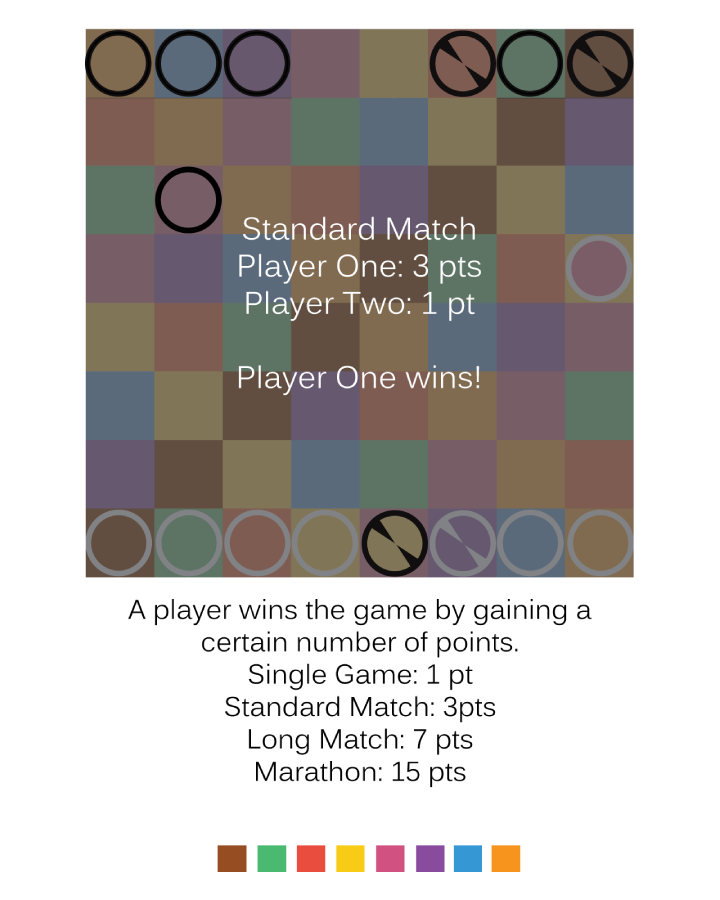 Standard Match
Player One: 3 pts
Player Two: 1 pt
Player One wins!
A player wins the game by gaining a
certain number of points.
Single Game: 1 pt
Standard Match: 3pts
Long Match: 7 pts
Marathon: 15 pts